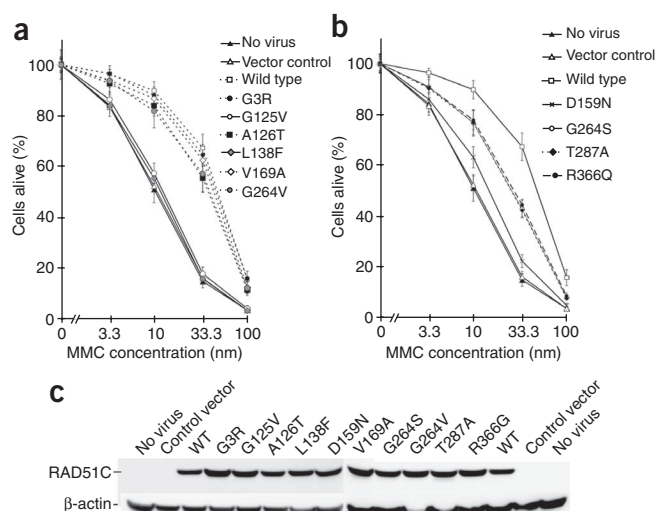 a
100
80
60
40
20
0
Cells alive (%)
0 3.3 10 33.3 100
MMC concentration (nm)
No virus
Vector control
Wild type
G3R
G125V
A126T
L138F
V169A
G264V
b
100
80
60
40
20
0
Cells alive (%)
0 3.3 10 33.3 100
MMC concentration (nm)
No virus
Vector control
Wild type
D159N
G264S
T287A
R366Q
c
No virus
Control vector
WT
G3R
G125V
A126T
L138F
D159N
V169A
G264S
G264V
T287A
R366G
WT
Control vector
No virus
RAD51C
β-actin